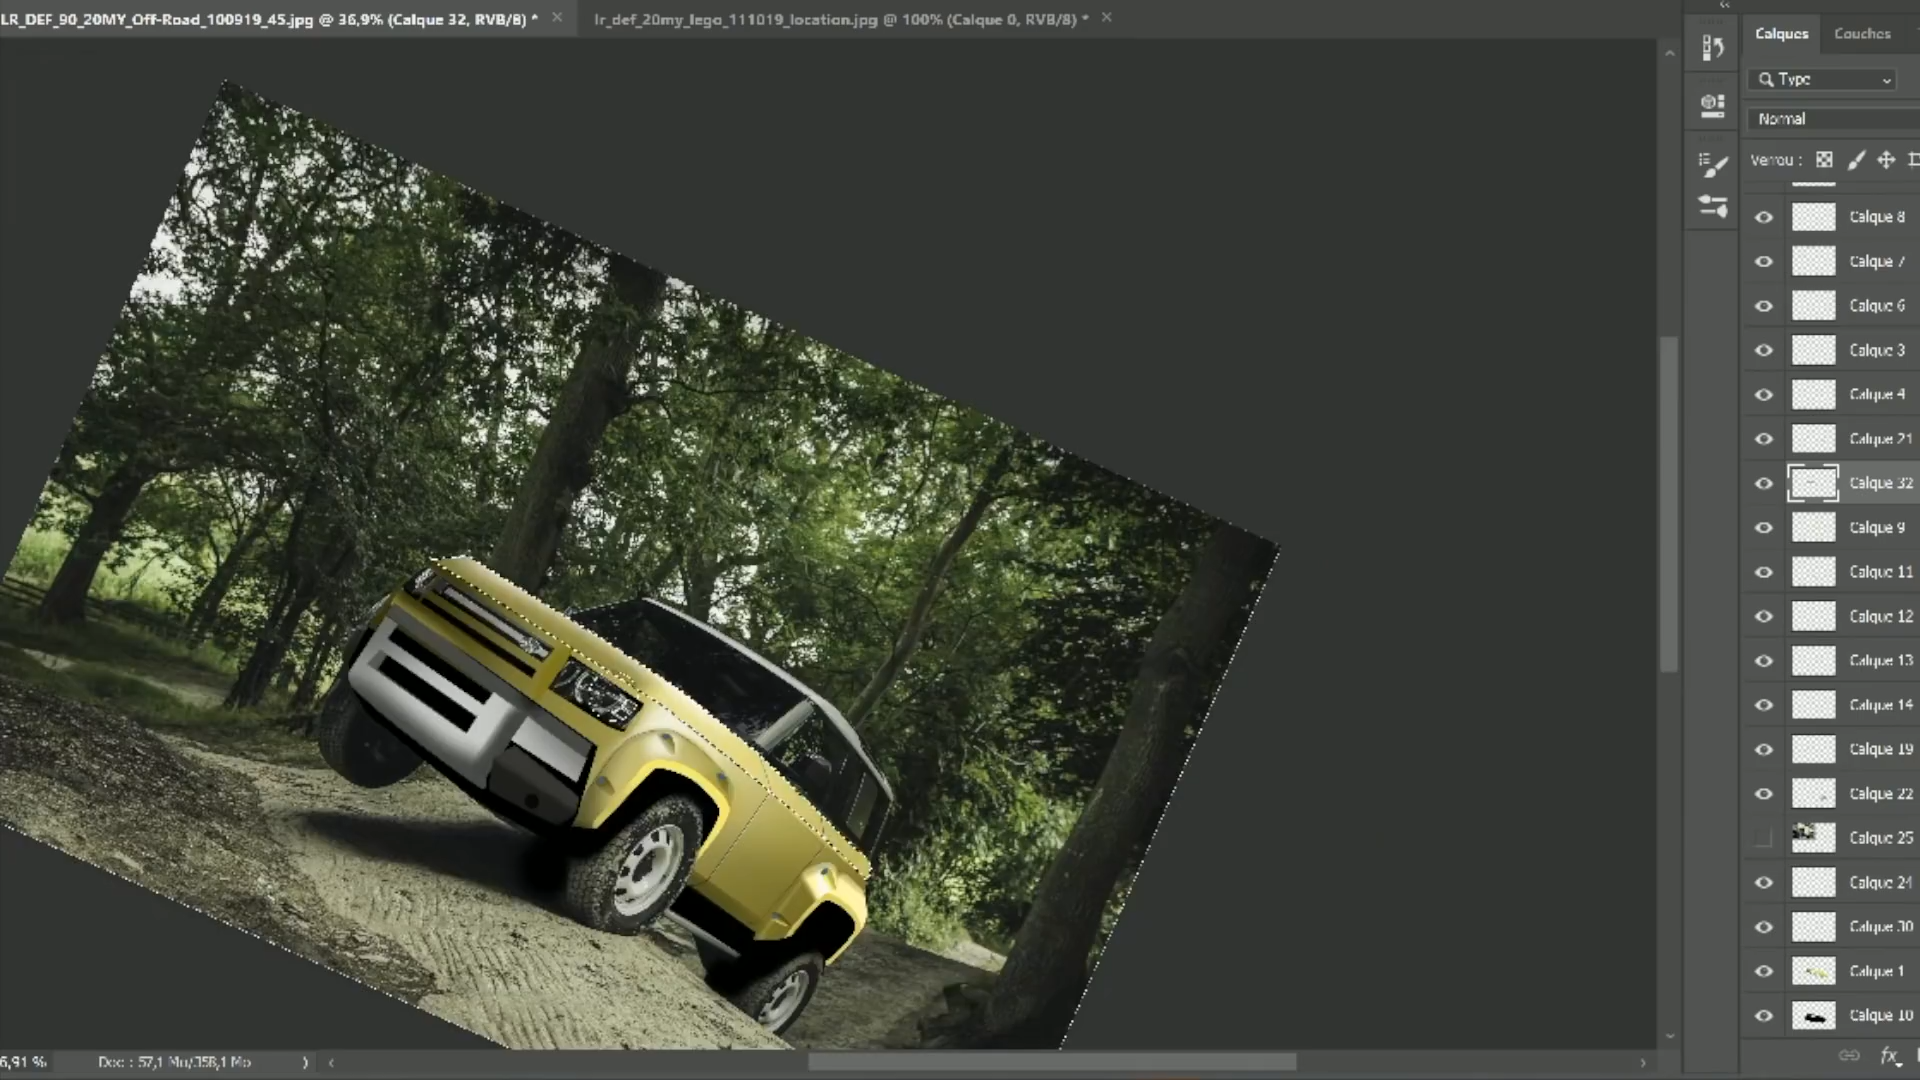 LR_DEF_90_20MY_Off-Road_100919_45.jpg @ 36,9% (Calque 32, RVB/8) * ×
lr_def_20my_lego_111019_location.jpg @ 100% (Calque 0, RVB/8) * ×
Calques Couches
Type
Normal
Verrou :
Calque 8
Calque 7
Calque 6
Calque 3
Calque 4
Calque 21
Calque 32
Calque 9
Calque 11
Calque 12
Calque 13
Calque 14
Calque 19
Calque 22
Calque 25
Calque 24
Calque 30
Calque 1
Calque 10
fx
6,91 % Doc : 57,1 Mo/358,1 Mo